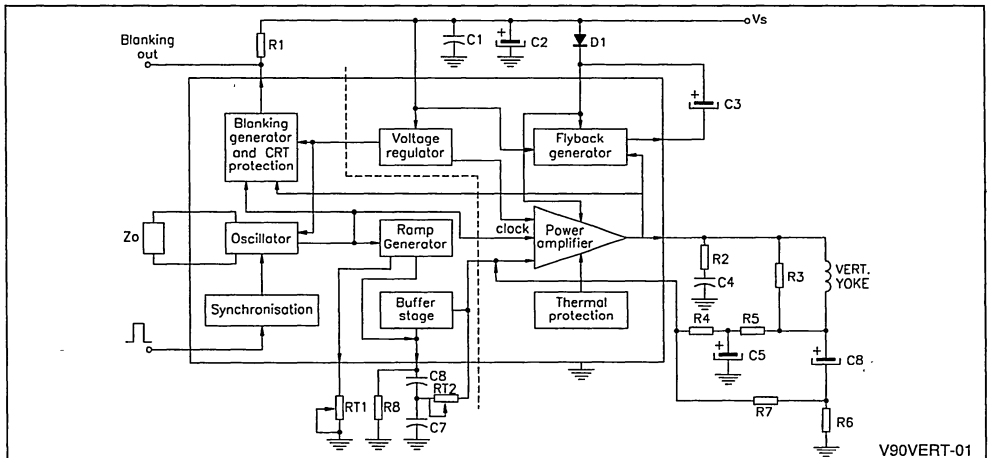 Vs
Blanking
out
R1
C1
+
C2
D1
+
C3
Blanking
generator
and CRT
protection
Voltage
regulator
Flyback
generator
Zo
Oscillator
Ramp
Generator
clock
Power
amplifier
R2
C4
R3
VERT.
YOKE
Synchronisation
Buffer
stage
Thermal
protection
R4
R5
+
C5
+
C8
RT1
R8
C8
RT2
C7
R7
R6
V90VERT-01